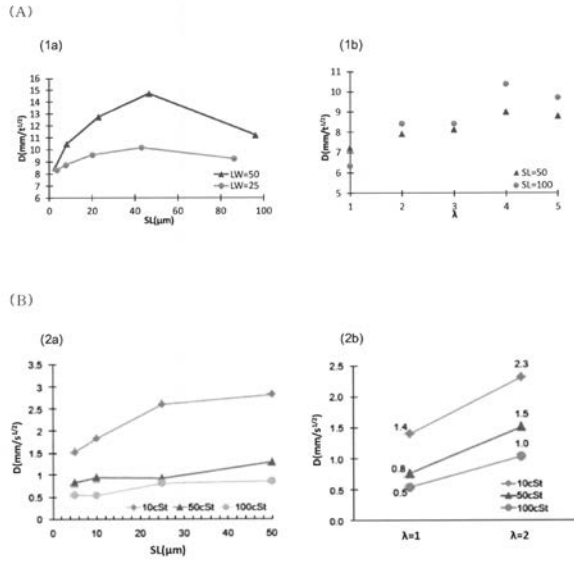 (A)
(1a)
D(mm/t1/2)
16
15
14
13
12
11
10
9
8
7
6
0
20
40
60
80
100
SL(μm)
LW=50
LW=25
(1b)
D(mm/t1/2)
11
10
9
8
7
6
5
1
2
3
4
5
λ
SL=50
SL=100
(B)
(2a)
D(mm/s1/2)
3.5
3
2.5
2
1.5
1
0.5
0
0
10
20
30
40
50
SL(μm)
10cSt
50cSt
100cSt
(2b)
D(mm/s1/2)
2.5
2.0
1.5
1.0
0.5
0.0
1.4
2.3
0.8
1.5
0.5
1.0
10cSt
50cSt
100cSt
λ=1
λ=2